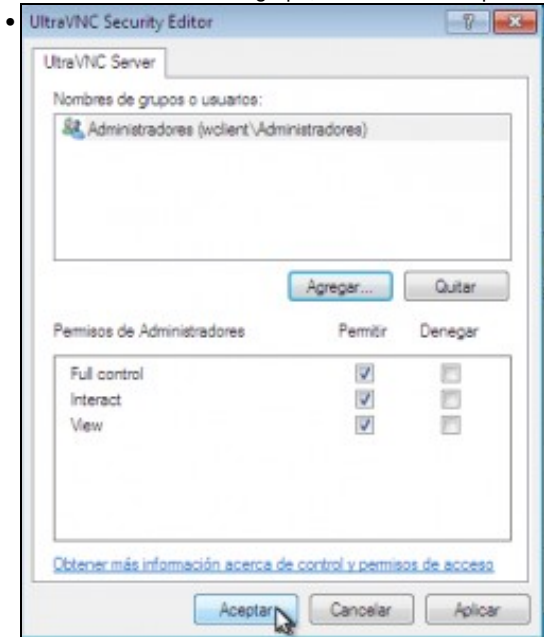 UltraVNC Security Editor
UltraVNC Server
Nombres de grupos o usuarios:
Administradores (wclient\Administradores)
Agregar... Quitar
Permisos de Administradores Permitir Denegar
Full control
Interact
View
Obtener más información acerca de control y permisos de acceso
Aceptar Cancelar Aplicar